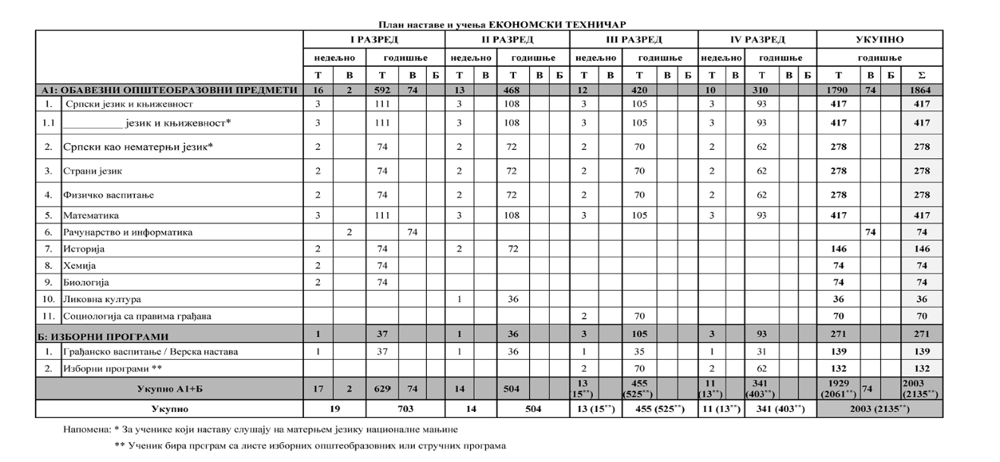 План наставе и учења ЕКОНОМСКИ ТЕХНИЧАР
I РАЗРЕД II РАЗРЕД III РАЗРЕД IV РАЗРЕД УКУПНО
недељно годишње недељно годишње недељно годишње недељно годишње годишње
Т В Т В Б Т В Т В Б Т В Т В Б Т В Т В Б Т В Б Σ
А1: ОБАВЕЗНИ ОПШТЕОБРАЗОВНИ ПРЕДМЕТИ 16 2 592 74 13 468 12 420 10 310 1790 74 1864
1. Српски језик и књижевност 3 111 3 108 3 105 3 93 417 417
1.1 ___________ језик и књижевност* 3 111 3 108 3 105 3 93 417 417
2. Српски као нематерњи језик* 2 74 2 72 2 70 2 62 278 278
3. Страни језик 2 74 2 72 2 70 2 62 278 278
4. Физичко васпитање 2 74 2 72 2 70 2 62 278 278
5. Математика 3 111 3 108 3 105 3 93 417 417
6. Рачунарство и информатика 2 74 74 74
7. Историја 2 74 2 72 146 146
8. Хемија 2 74 74 74
9. Биологија 2 74 74 74
10. Ликовна култура 1 36 36 36
11. Социологија са правима грађана 2 70 70 70
Б: ИЗБОРНИ ПРОГРАМИ 1 37 1 36 3 105 3 93 271 271
1. Грађанско васпитање / Верска настава 1 37 1 36 1 35 1 31 139 139
2. Изборни програми ** 2 70 2 62 132 132
Укупно А1+Б 17 2 629 74 14 504 13 (15**) 455 (525**) 11 (13**) 341 (403**) 1929 (2061**) 74 2003 (2135**)
Укупно 19 703 14 504 13 (15**) 455 (525**) 11 (13**) 341 (403**) 2003 (2135**)
Напомена: * За ученике који наставу слушају на матерњем језику националне мањине
** Ученик бира програм са листе изборних општеобразовних или стручних програма